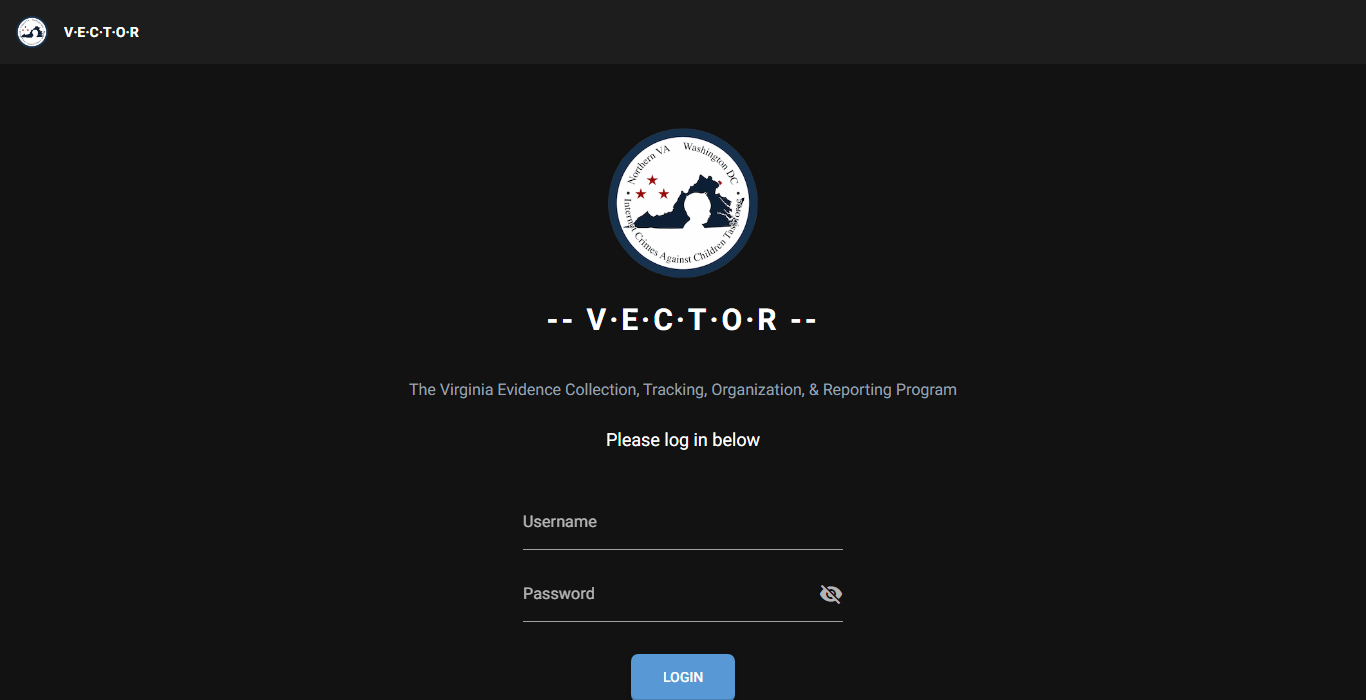 V·E·C·T·O·R
Northern VA Washington DC
• Internet Crimes Against Children Taskforce •
-- V·E·C·T·O·R --
The Virginia Evidence Collection, Tracking, Organization, & Reporting Program
Please log in below
Username
Password
LOGIN